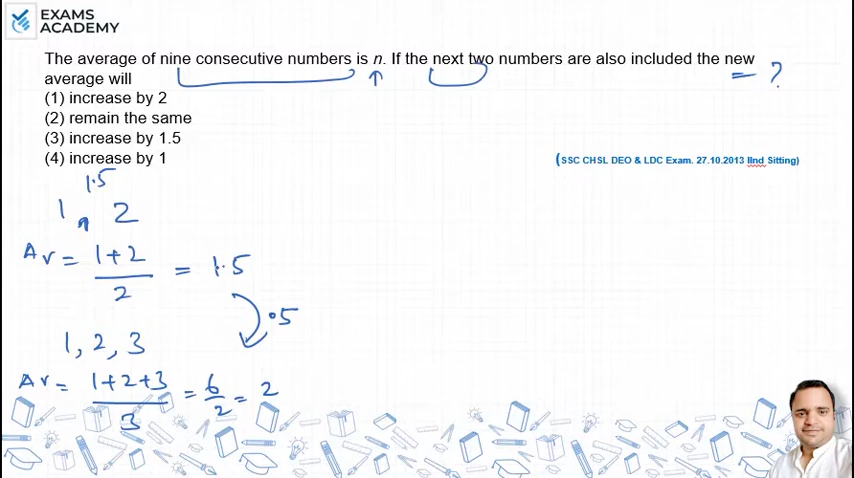 EXAMS
ACADEMY
The average of nine consecutive numbers is n. If the next two numbers are also included the new
average will
= ?
(1) increase by 2
(2) remain the same
(3) increase by 1.5
(4) increase by 1
(SSC CHSL DEO & LDC Exam. 27.10.2013 IInd Sitting)
1.5
1, 2
Av = 1+2 / 2 = 1.5
.5
1, 2, 3
Av = 1+2+3 / 3 = 6 / 2 = 2